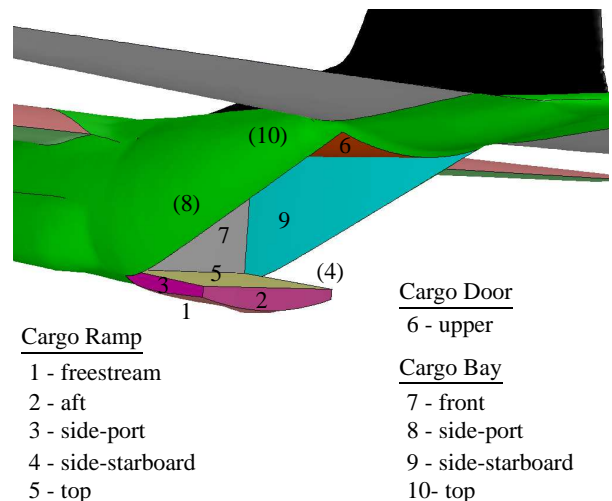 (10)
6
(8)
7
9
5
(4)
3
2
1
Cargo Ramp
1 - freestream
2 - aft
3 - side-port
4 - side-starboard
5 - top
Cargo Door
6 - upper
Cargo Bay
7 - front
8 - side-port
9 - side-starboard
10- top